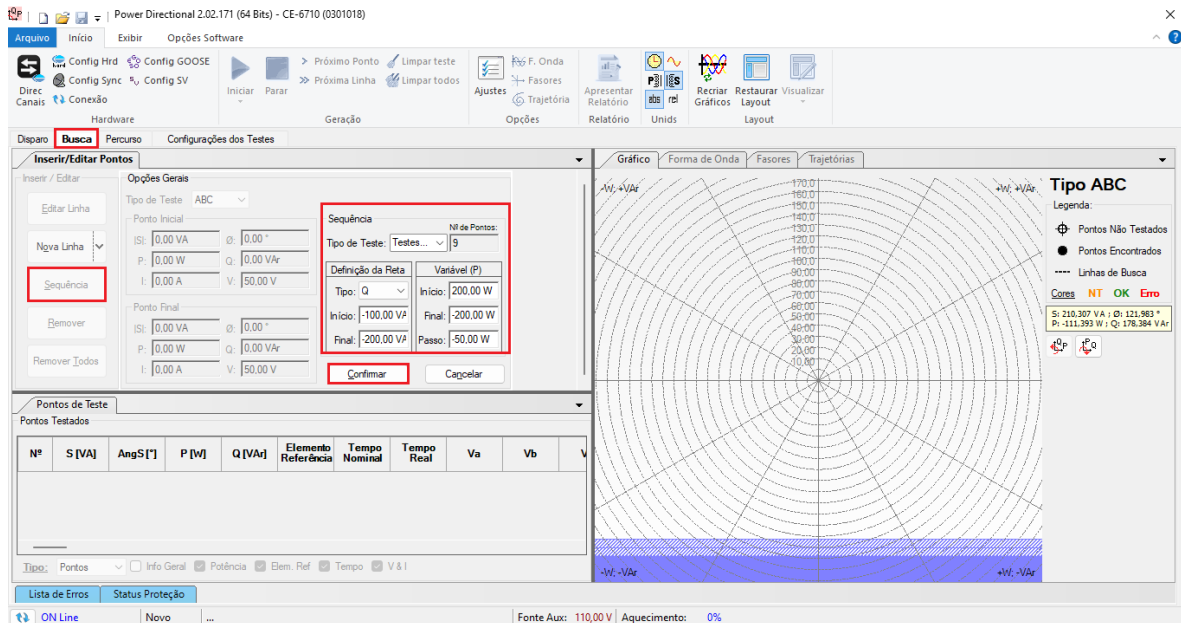 Power Directional 2.02.171 (64 Bits) - CE-6710 (0301018)
Arquivo Início Exibir Opções Software
Direc Canais
Config Hrd Config GOOSE
Config Sync Config SV
Conexão
Hardware
Iniciar Parar
Próximo Ponto Limpar teste
Próxima Linha Limpar todos
Geração
Ajustes
F. Onda
Fasores
Trajetória
Opções
Apresentar Relatório
Relatório
abs rel
Unids
Recriar Gráficos
Restaurar Layout
Visualizar
Layout
Disparo Busca Percurso Configurações dos Testes
Inserir/Editar Pontos
Inserir / Editar
Editar Linha
Nova Linha
Sequência
Remover
Remover Todos
Opções Gerais
Tipo de Teste ABC
Ponto Inicial
|S|: 0,00 VA Ø: 0,00 °
P: 0,00 W Q: 0,00 VAr
I: 0,00 A V: 50,00 V
Ponto Final
|S|: 0,00 VA Ø: 0,00 °
P: 0,00 W Q: 0,00 VAr
I: 0,00 A V: 50,00 V
Sequência
Nº de Pontos:
Tipo de Teste: Testes... 9
Definição da Reta Variável (P)
Tipo: Q Início: 200,00 W
Início: -100,00 VA Final: -200,00 W
Final: -200,00 VA Passo: -50,00 W
Confirmar Cancelar
Pontos de Teste
Pontos Testados
Nº S [VA] AngS [°] P [W] Q [VAr] Elemento Referência Tempo Nominal Tempo Real Va Vb V
Tipo: Pontos Info Geral Potência Elem. Ref Tempo V & I
Lista de Erros Status Proteção
ON Line Novo ... Fonte Aux: 110,00 V Aquecimento: 0%
Gráfico Forma de Onda Fasores Trajetórias
-W; +VAr +W; +VAr
170,0
160,0
150,0
140,0
130,0
120,0
110,0
100,0
90,00
80,00
70,00
60,00
50,00
40,00
30,00
20,00
10,00
-W; -VAr +W; -VAr
Tipo ABC
Legenda:
Pontos Não Testados
Pontos Encontrados
Linhas de Busca
Cores NT OK Erro
S: 210,307 VA ; Ø: 121,983 °
P: -111,393 W ; Q: 178,384 VAr